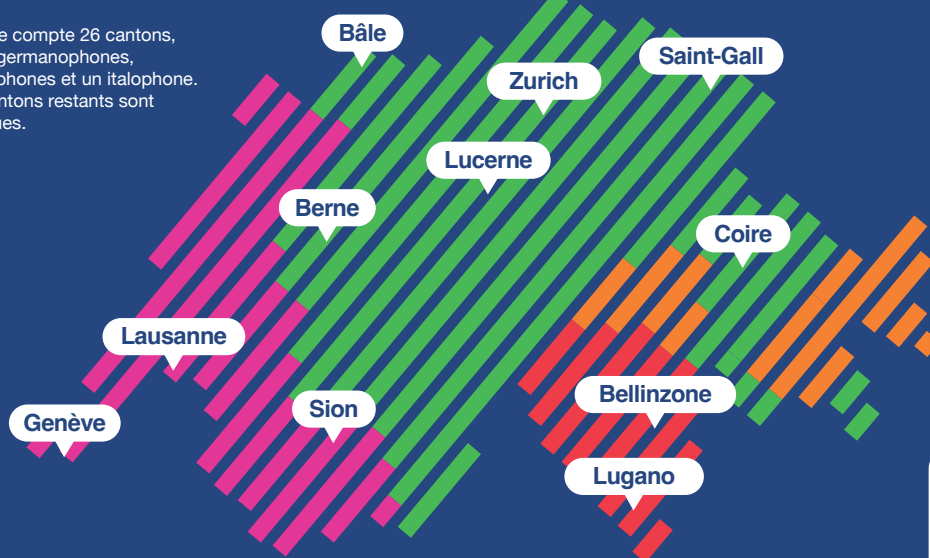 e compte 26 cantons,
germanophones,
phones et un italophone.
ntons restants sont
ues.
Bâle
Saint-Gall
Zurich
Lucerne
Berne
Coire
Lausanne
Bellinzone
Sion
Genève
Lugano